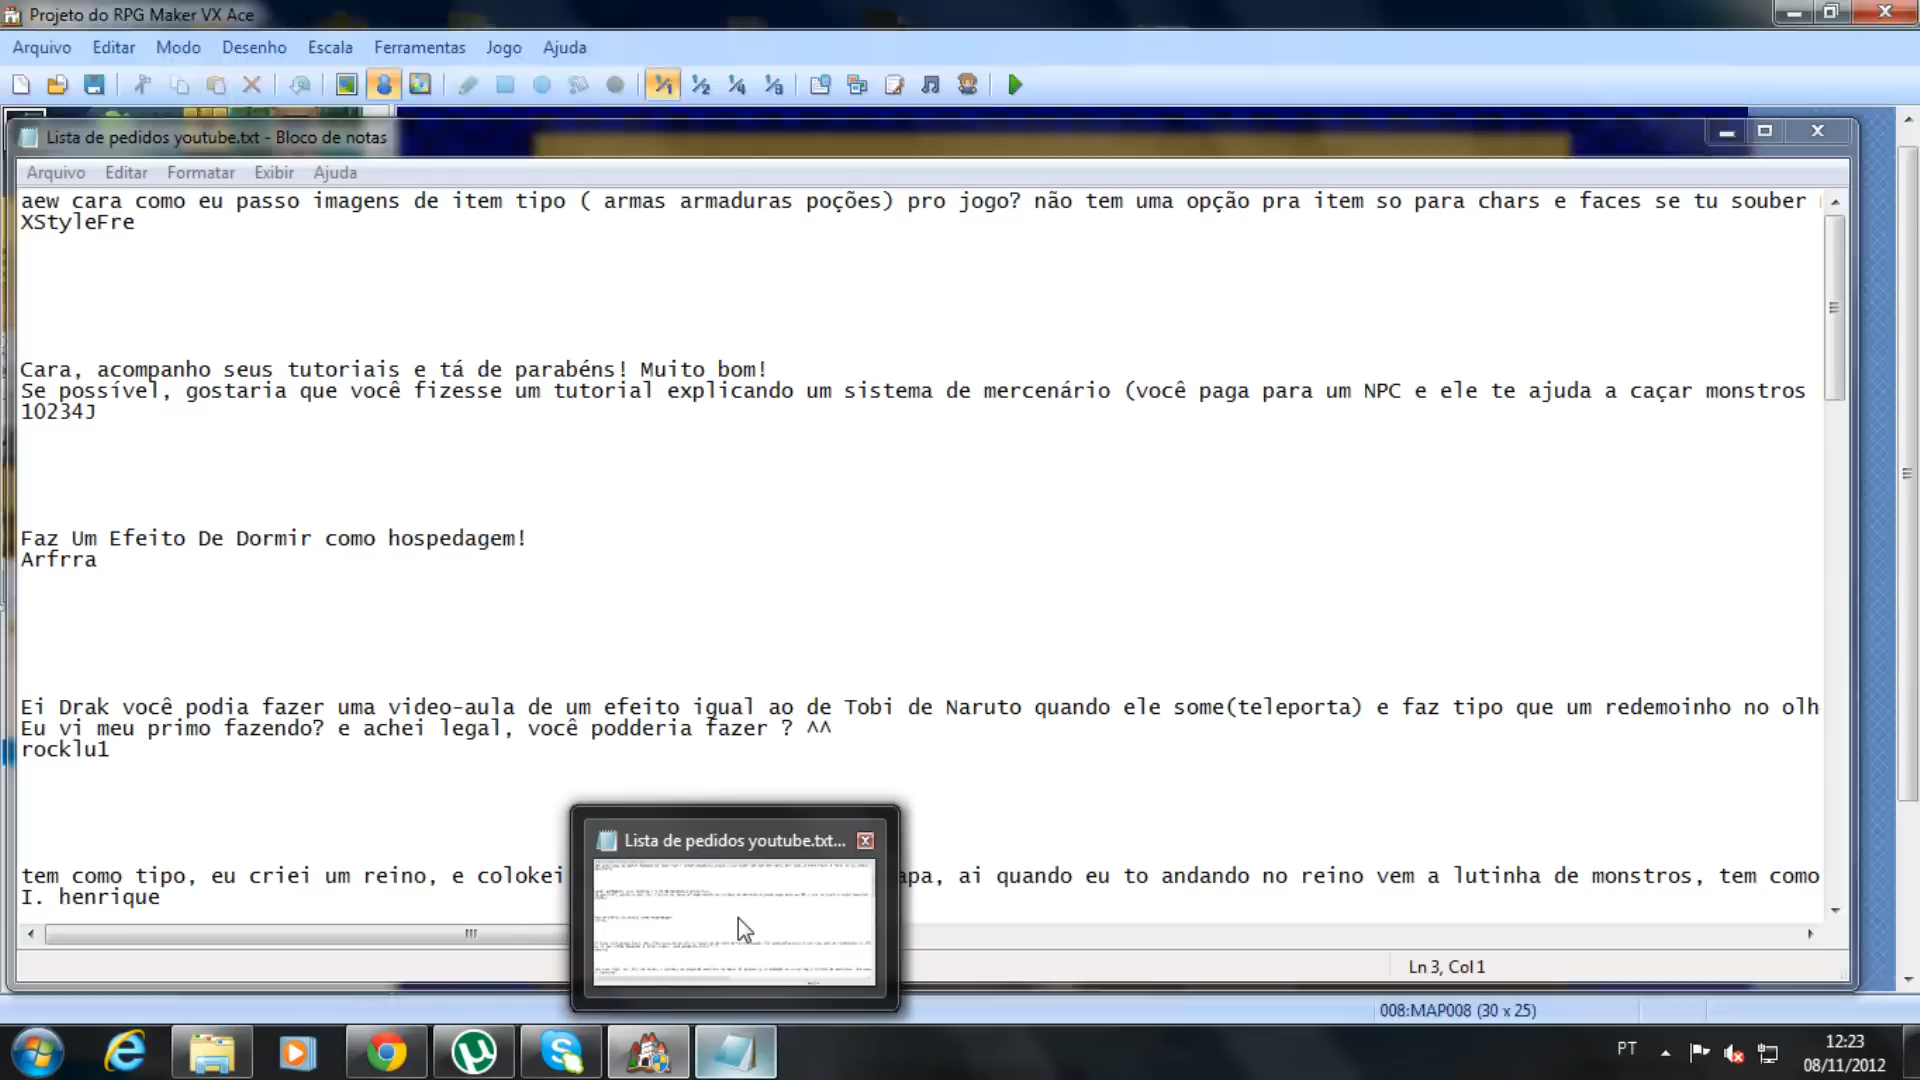 Projeto do RPG Maker VX Ace
Arquivo Editar Modo Desenho Escala Ferramentas Jogo Ajuda
Lista de pedidos youtube.txt - Bloco de notas
Arquivo Editar Formatar Exibir Ajuda
aew cara como eu passo imagens de item tipo ( armas armaduras poções) pro jogo? não tem uma opção pra item so para chars e faces se tu souber
XStyleFre
Cara, acompanho seus tutoriais e tá de parabéns! Muito bom!
Se possível, gostaria que você fizesse um tutorial explicando um sistema de mercenário (você paga para um NPC e ele te ajuda a caçar monstros
10234J
Faz Um Efeito De Dormir como hospedagem!
Arfrra
Ei Drak você podia fazer uma video-aula de um efeito igual ao de Tobi de Naruto quando ele some(teleporta) e faz tipo que um redemoinho no olh
Eu vi meu primo fazendo? e achei legal, você podderia fazer ? ^^
rocklu1
tem como tipo, eu criei um reino, e colokei apa, ai quando eu to andando no reino vem a lutinha de monstros, tem como
I. henrique
Lista de pedidos youtube.txt...
Ln 3, Col 1
008:MAP008 (30 x 25)
PT
12:23
08/11/2012